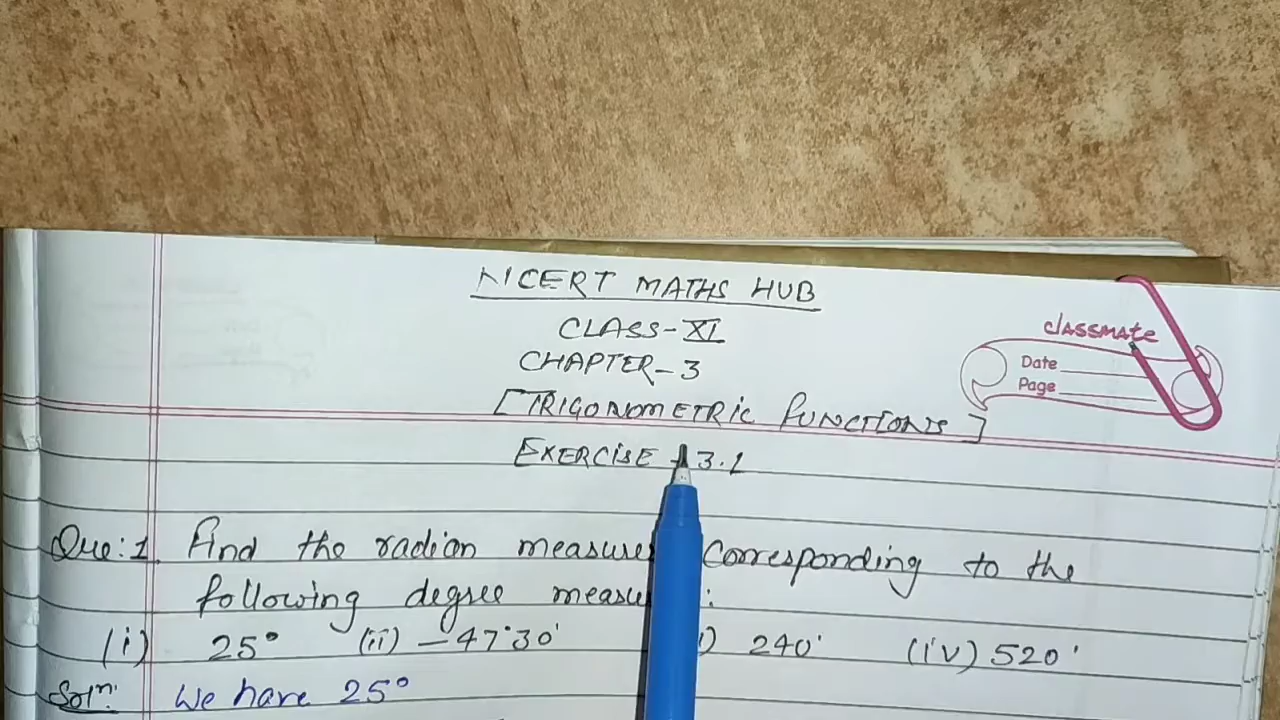 NCERT MATHS HUB
CLASS-XI
CHAPTER-3
[TRIGONOMETRIC FUNCTIONS]
EXERCISE - 3.1
classmate
Date
Page
Que:1. Find the radian measures corresponding to the
following degree :
(i) 25° (ii) -47°30' 240° (iv) 520°
Solⁿ: We have 25°